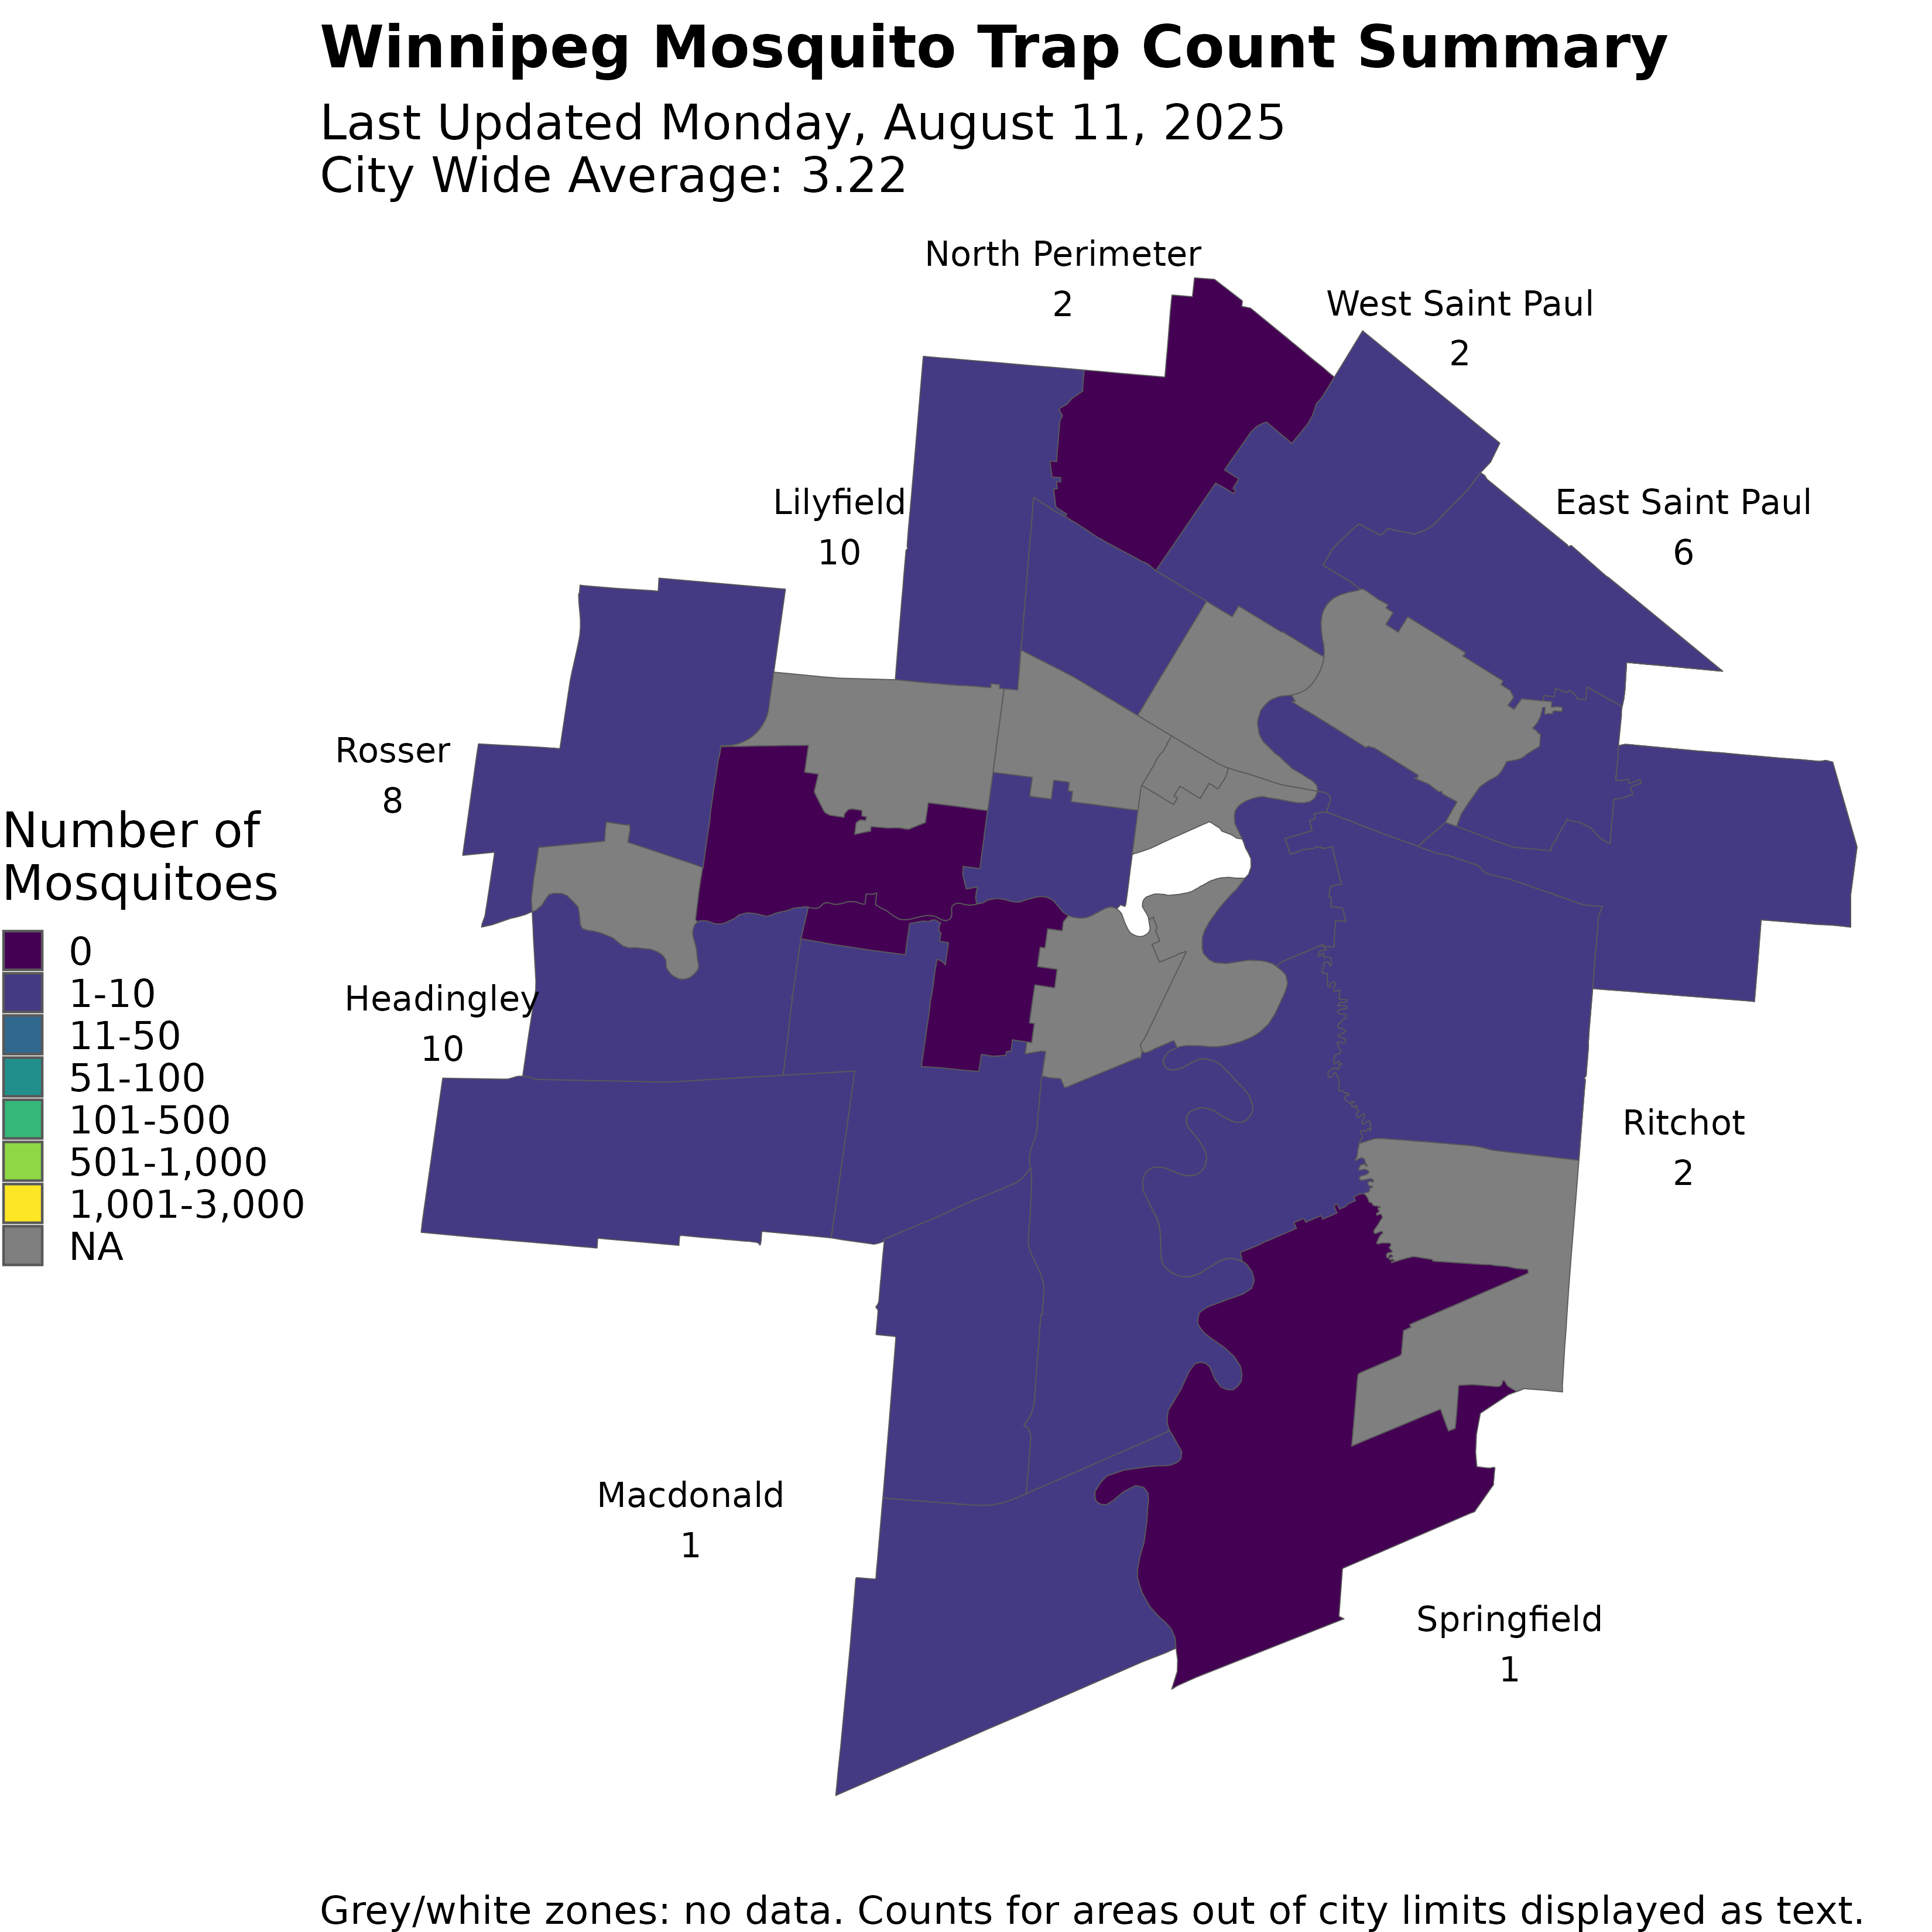 Winnipeg Mosquito Trap Count Summary
Last Updated Monday, August 11, 2025
City Wide Average: 3.22
North Perimeter
2
West Saint Paul
2
Lilyfield
10
East Saint Paul
6
Rosser
8
Number of
Mosquitoes
0
1-10
11-50
51-100
101-500
501-1,000
1,001-3,000
NA
Headingley
10
Ritchot
2
Macdonald
1
Springfield
1
Grey/white zones: no data. Counts for areas out of city limits displayed as text.